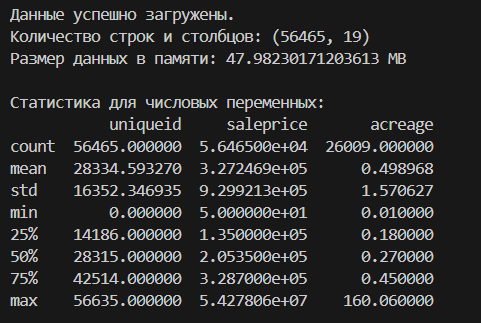 Данные успешно загружены.
Количество строк и столбцов: (56465, 19)
Размер данных в памяти: 47.98230171203613 MB
Статистика для числовых переменных:
uniqueid saleprice acreage
count 56465.000000 5.646500e+04 26009.000000
mean 28334.593270 3.272469e+05 0.498968
std 16352.346935 9.299213e+05 1.570627
min 0.000000 5.000000e+01 0.010000
25% 14186.000000 1.350000e+05 0.180000
50% 28315.000000 2.053500e+05 0.270000
75% 42514.000000 3.287000e+05 0.450000
max 56635.000000 5.427806e+07 160.060000